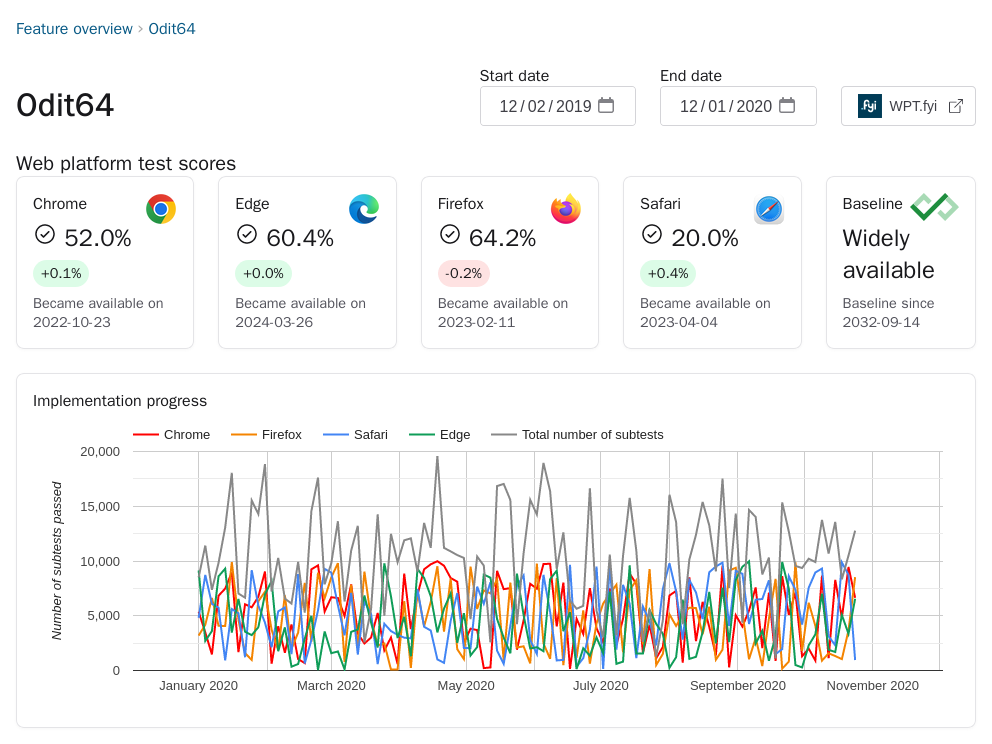 Feature overview › Odit64
Start date
End date
Odit64
12/02/2019
12/01/2020
.fyi
WPT.fyi
Web platform test scores
Chrome
52.0%
+0.1%
Became available on
2022-10-23
Edge
60.4%
+0.0%
Became available on
2024-03-26
Firefox
64.2%
-0.2%
Became available on
2023-02-11
Safari
20.0%
+0.4%
Became available on
2023-04-04
Baseline
Widely
available
Baseline since
2032-09-14
Implementation progress
Chrome Firefox Safari Edge Total number of subtests
Number of subtests passed
20,000
15,000
10,000
5,000
0
January 2020 March 2020 May 2020 July 2020 September 2020 November 2020